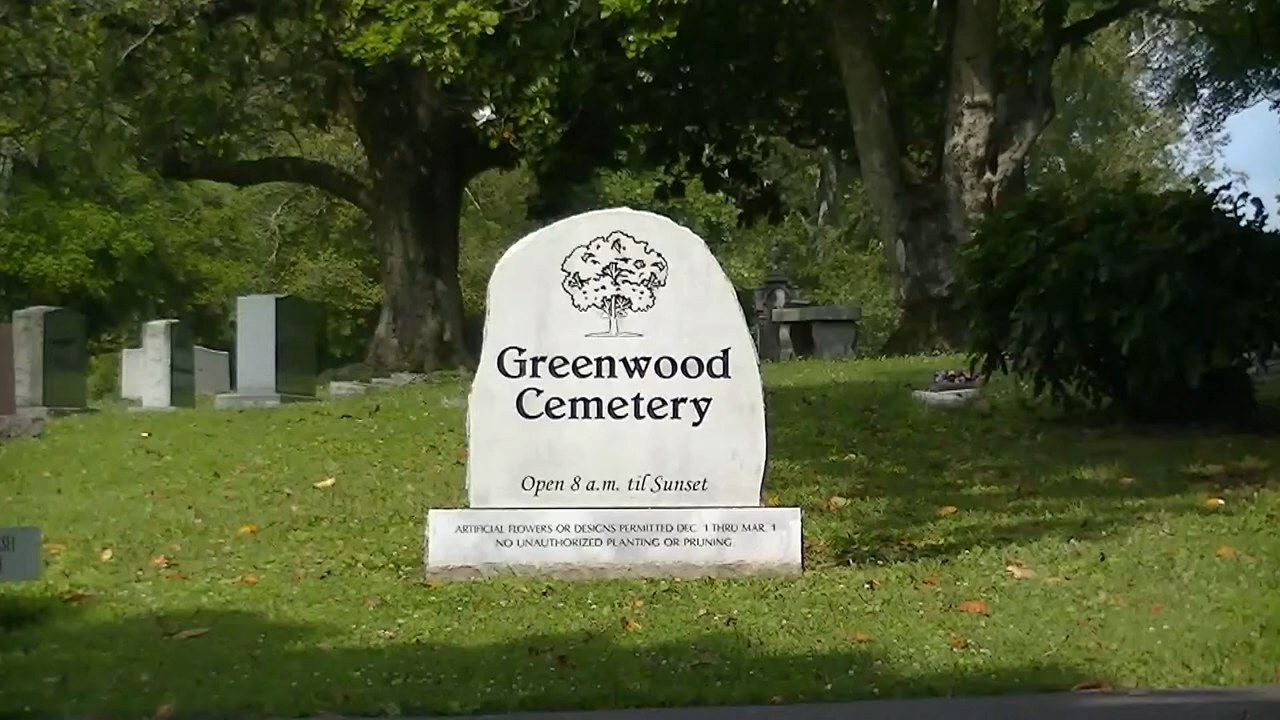 Greenwood
Cemetery
Open 8 a.m. til Sunset
ARTIFICIAL FLOWERS OR DESIGNS PERMITTED DEC. 1 THRU MAR. 1
NO UNAUTHORIZED PLANTING OR PRUNING.